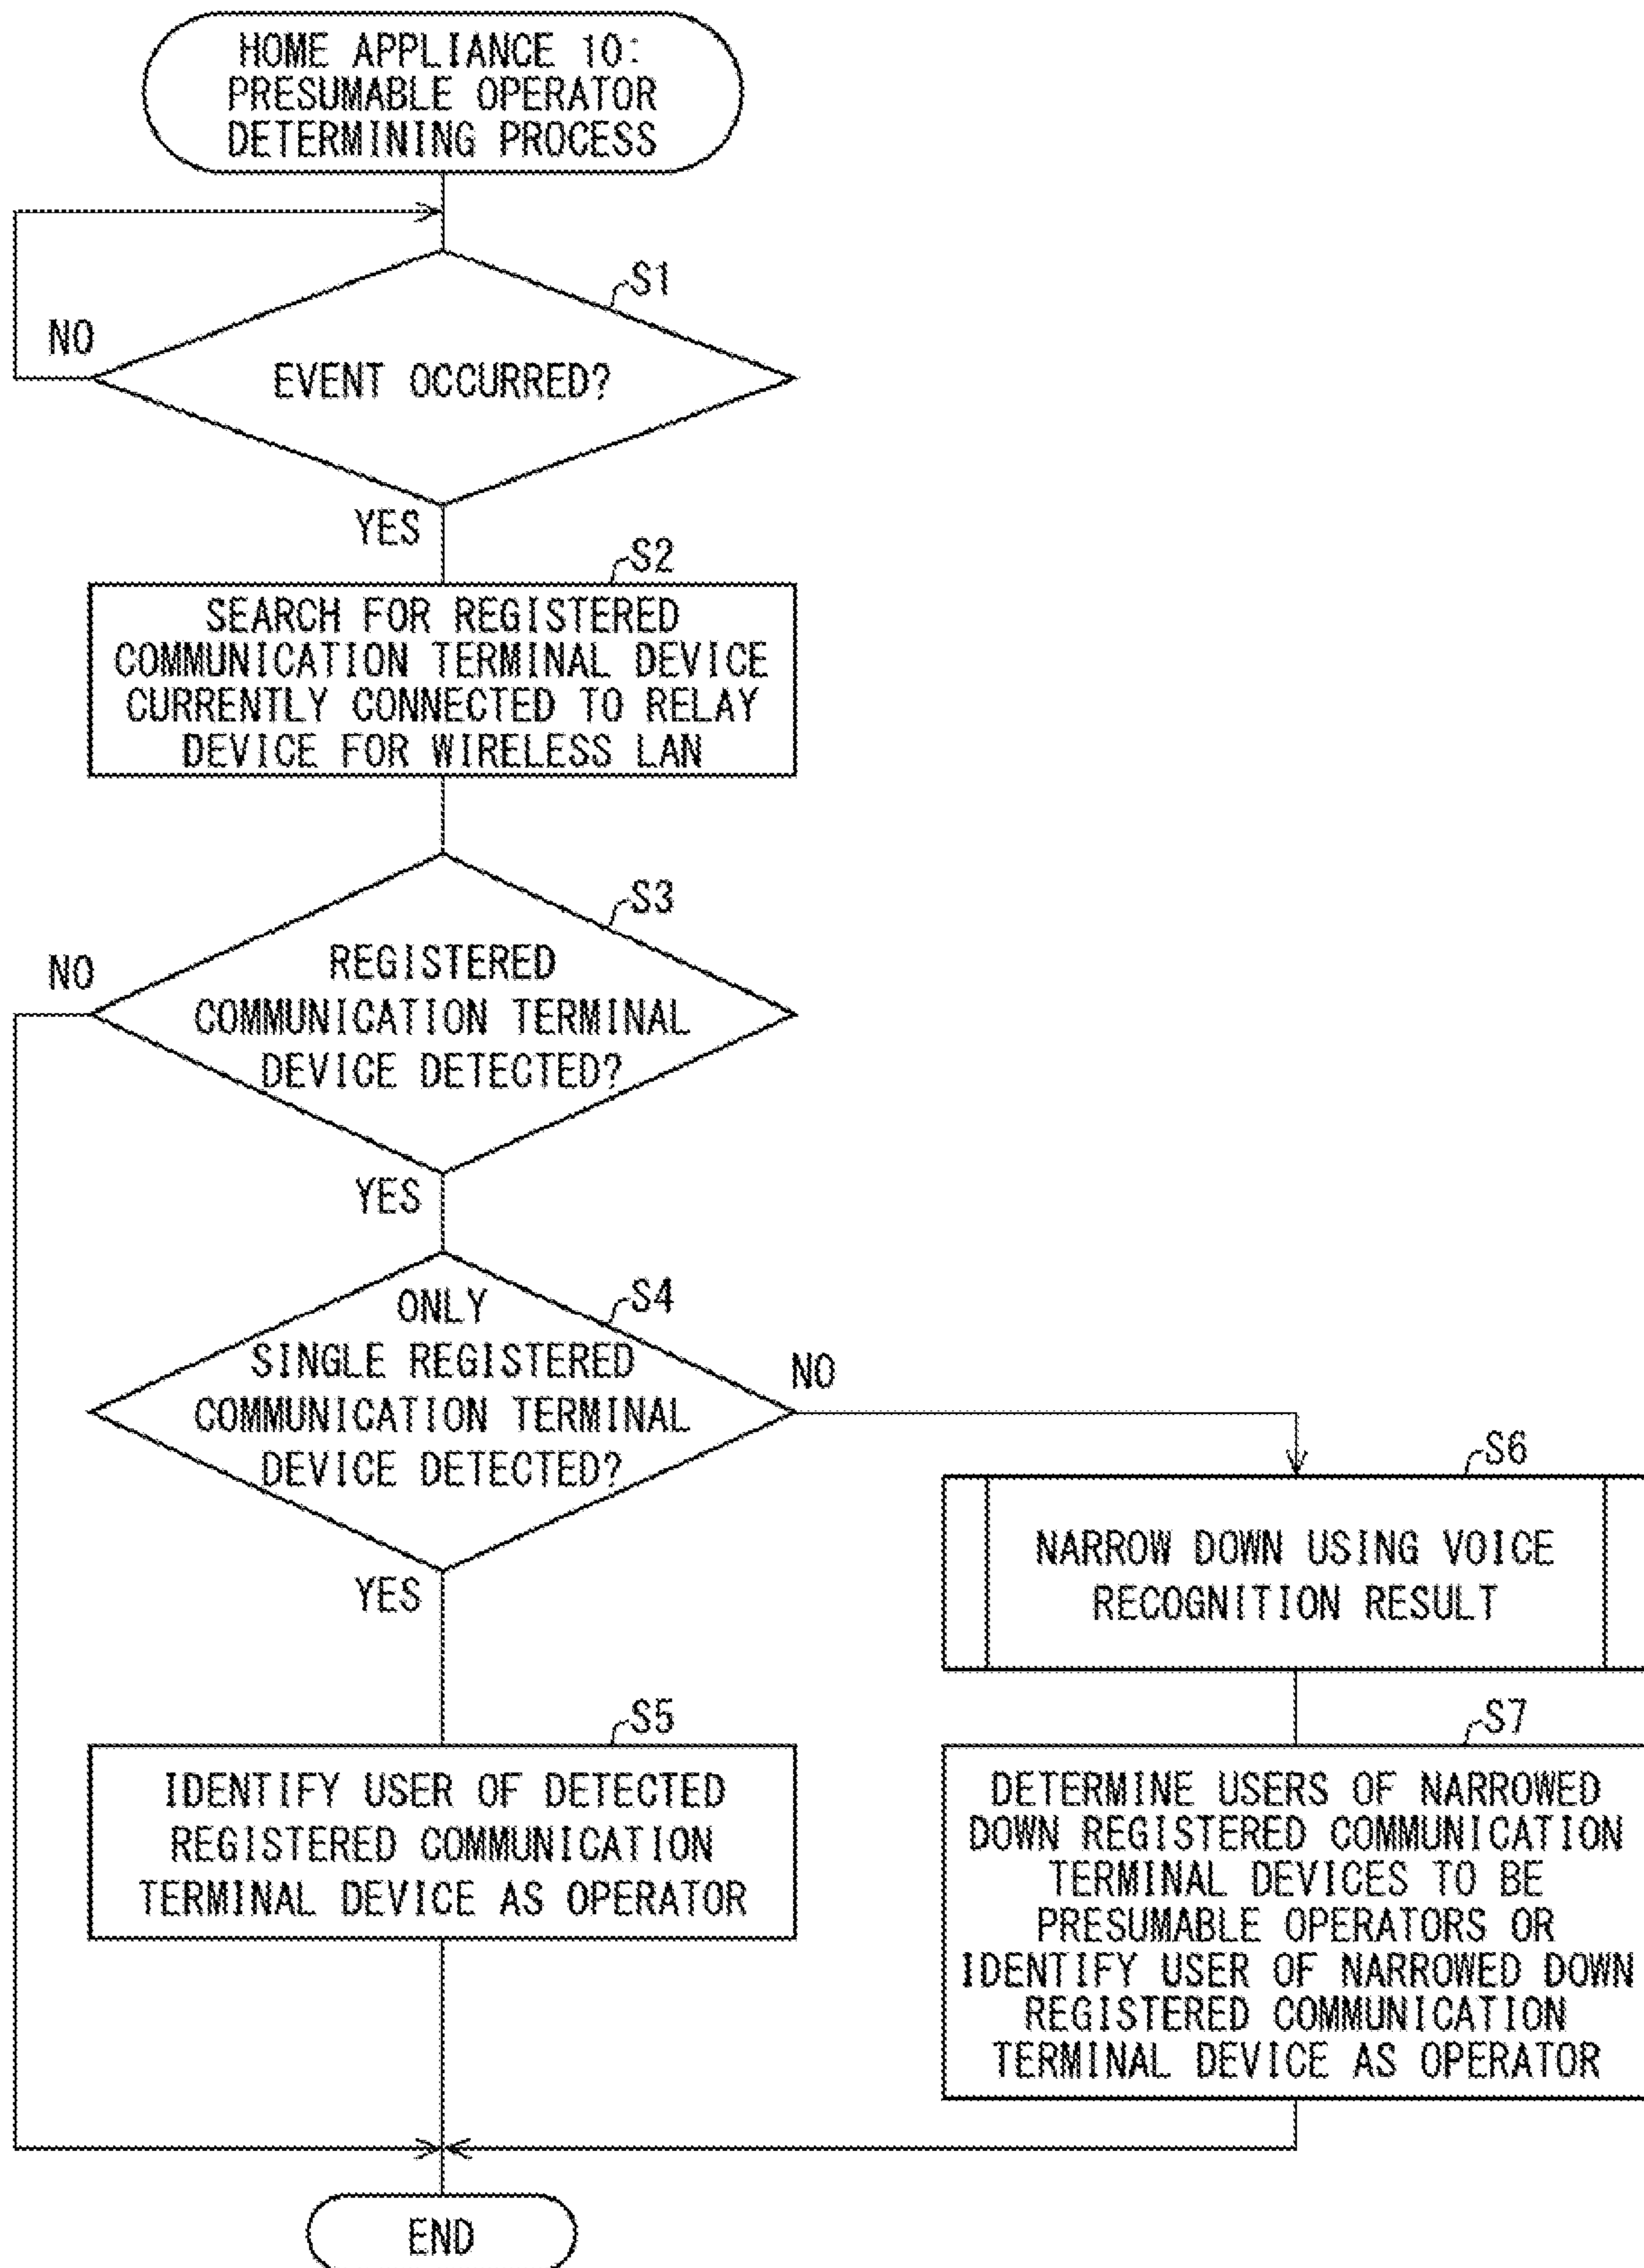 HOME APPLIANCE 10:
PRESUMABLE OPERATOR
DETERMINING PROCESS
S1
NO
EVENT OCCURRED?
YES
S2
SEARCH FOR REGISTERED
COMMUNICATION TERMINAL DEVICE
CURRENTLY CONNECTED TO RELAY
DEVICE FOR WIRELESS LAN
S3
NO
REGISTERED
COMMUNICATION TERMINAL
DEVICE DETECTED?
YES
S4
ONLY
SINGLE REGISTERED
COMMUNICATION TERMINAL
DEVICE DETECTED?
NO
YES
S6
NARROW DOWN USING VOICE
RECOGNITION RESULT
S5
IDENTIFY USER OF DETECTED
REGISTERED COMMUNICATION
TERMINAL DEVICE AS OPERATOR
S7
DETERMINE USERS OF NARROWED
DOWN REGISTERED COMMUNICATION
TERMINAL DEVICES TO BE
PRESUMABLE OPERATORS OR
IDENTIFY USER OF NARROWED DOWN
REGISTERED COMMUNICATION
TERMINAL DEVICE AS OPERATOR
END